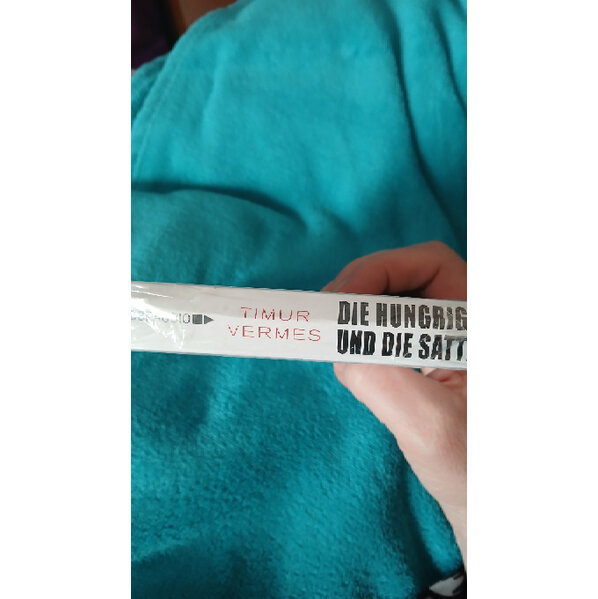 TIMUR
VERMES
DIE HUNGRIG
UND DIE SATT